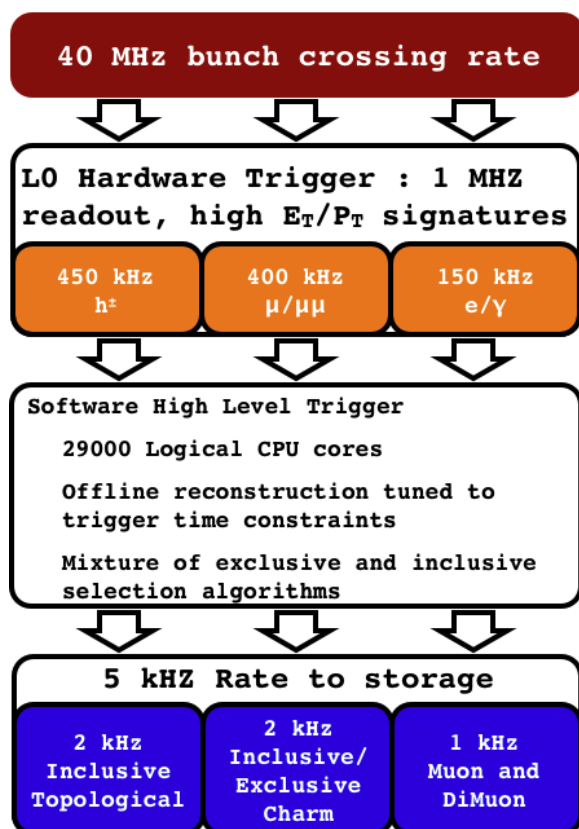 40 MHz bunch crossing rate
L0 Hardware Trigger : 1 MHz
readout, high E_T/P_T signatures
450 kHz
h±
400 kHz
μ/μμ
150 kHz
e/γ
Software High Level Trigger
29000 Logical CPU cores
Offline reconstruction tuned to
trigger time constraints
Mixture of exclusive and inclusive
selection algorithms
5 kHZ Rate to storage
2 kHz
Inclusive
Topological
2 kHz
Inclusive/
Exclusive
Charm
1 kHz
Muon and
DiMuon